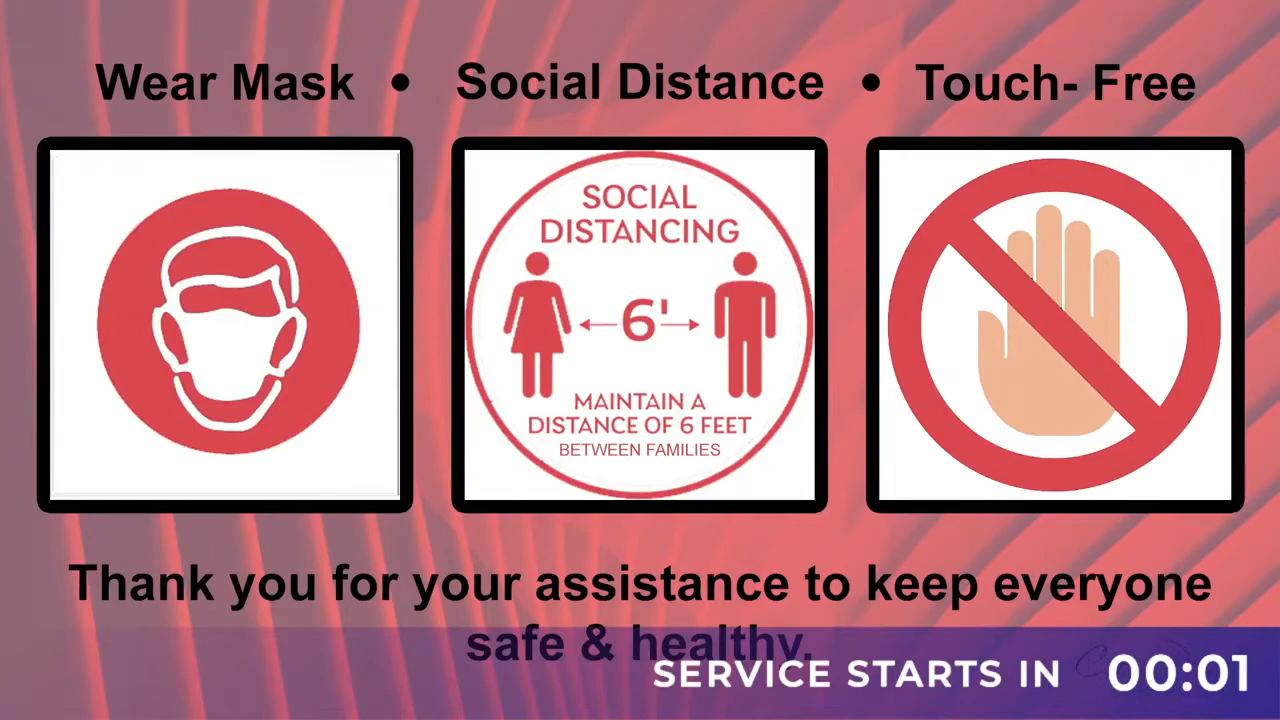 Wear Mask • Social Distance • Touch- Free
SOCIAL
DISTANCING
6'
MAINTAIN A
DISTANCE OF 6 FEET
BETWEEN FAMILIES
Thank you for your assistance to keep everyone
safe & healthy.
SERVICE STARTS IN 00:01